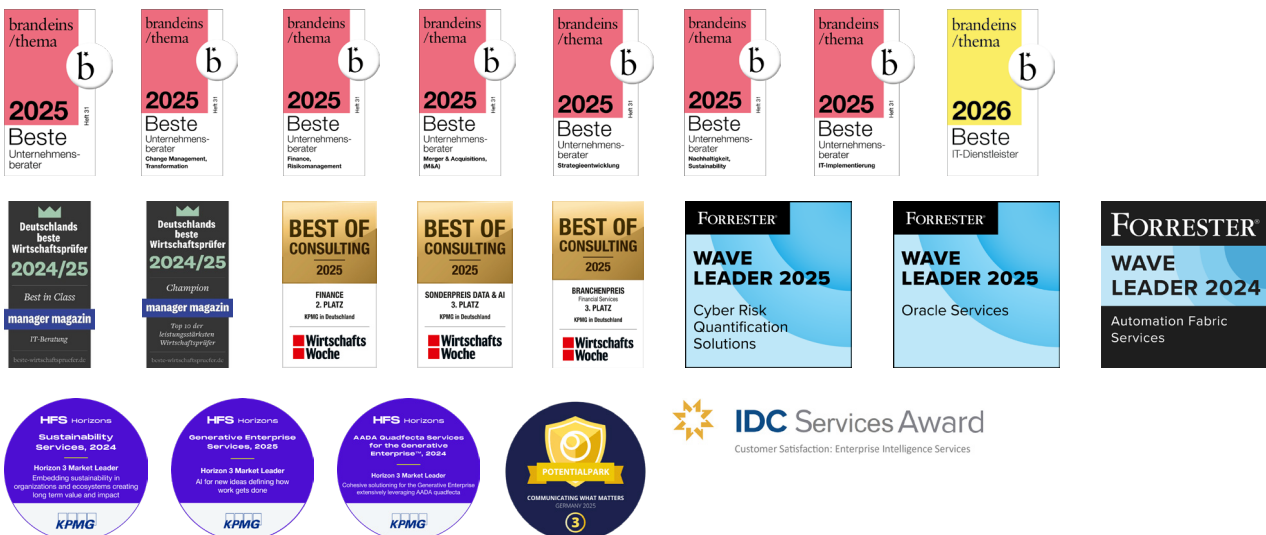 brandeins
/thema
b
2025
Heft 31
Beste
Unternehmens-
berater
brandeins
/thema
b
2025
Heft 31
Beste
Unternehmens-
berater
Change Management,
Transformation
brandeins
/thema
b
2025
Heft 31
Beste
Unternehmens-
berater
Finance,
Risikomanagement
brandeins
/thema
b
2025
Heft 31
Beste
Unternehmens-
berater
Merger & Acquisitions,
(M&A)
brandeins
/thema
b
2025
Heft 31
Beste
Unternehmens-
berater
Strategieentwicklung
brandeins
/thema
b
2025
Heft 31
Beste
Unternehmens-
berater
Nachhaltigkeit,
Sustainability
brandeins
/thema
b
2025
Heft 31
Beste
Unternehmens-
berater
IT-Implementierung
brandeins
/thema
b
2026
Beste
IT-Dienstleister
Deutschlands
beste
Wirtschaftsprüfer
2024/25
Best in Class
manager magazin
IT-Beratung
beste-wirtschaftspruefer.de
Deutschlands
beste
Wirtschaftsprüfer
2024/25
Champion
manager magazin
Top 10 der
leistungsstärksten
Wirtschaftsprüfer
beste-wirtschaftspruefer.de
BEST OF
CONSULTING
2025
FINANCE
2. PLATZ
KPMG in Deutschland
Wirtschafts
Woche
BEST OF
CONSULTING
2025
SONDERPREIS DATA & AI
3. PLATZ
KPMG in Deutschland
Wirtschafts
Woche
BEST OF
CONSULTING
2025
BRANCHENPREIS
Financial Services
3. PLATZ
KPMG in Deutschland
Wirtschafts
Woche
FORRESTER®
WAVE
LEADER 2025
Cyber Risk
Quantification
Solutions
FORRESTER®
WAVE
LEADER 2025
Oracle Services
FORRESTER®
WAVE
LEADER 2024
Automation Fabric
Services
HFS Horizons
Sustainability
Services, 2024
Horizon 3 Market Leader
Embedding sustainability in
organizations and ecosystems creating
long term value and impact
KPMG
HFS Horizons
Generative Enterprise
Services, 2025
Horizon 3 Market Leader
AI for new ideas defining how
work gets done
KPMG
HFS Horizons
AADA Quadfecta Services
for the Generative
Enterprise™, 2024
Horizon 3 Market Leader
Cohesive solutioning for the Generative Enterprise
extensively leveraging AADA quadfecta
KPMG
POTENTIALPARK
COMMUNICATING WHAT MATTERS
GERMANY 2025
3
IDC Services Award
Customer Satisfaction: Enterprise Intelligence Services